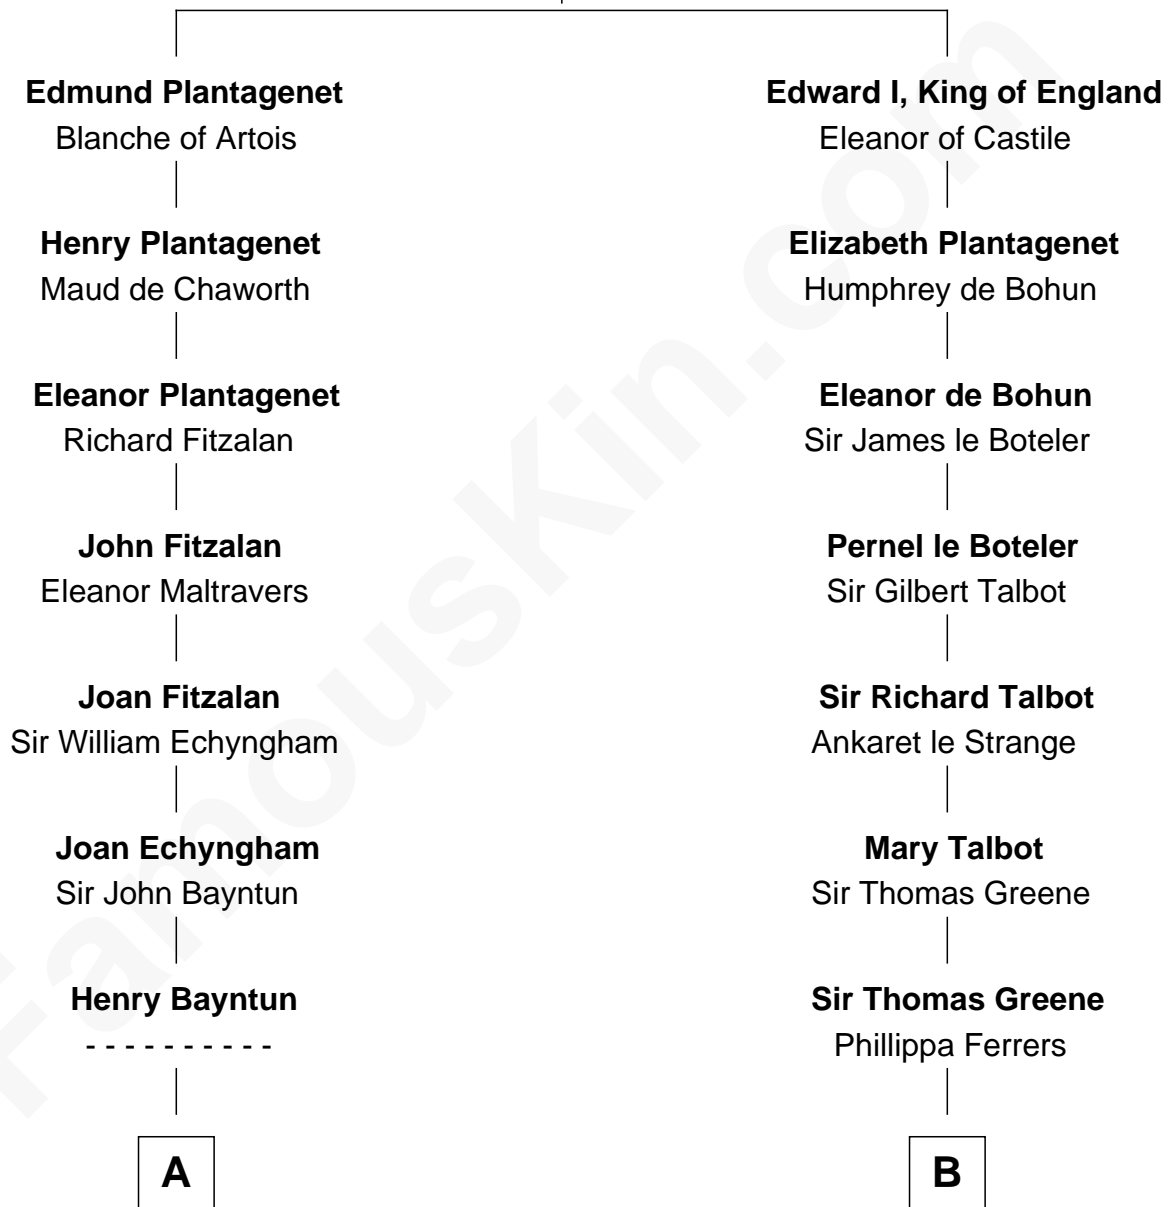 Edmund Plantagenet
Blanche of Artois
Henry Plantagenet
Maud de Chaworth
Eleanor Plantagenet
Richard Fitzalan
John Fitzalan
Eleanor Maltravers
Joan Fitzalan
Sir William Echyngham
Joan Echyngham
Sir John Bayntun
Henry Bayntun
- - - - - - - - - -
A
Edward I, King of England
Eleanor of Castile
Elizabeth Plantagenet
Humphrey de Bohun
Eleanor de Bohun
Sir James le Boteler
Pernel le Boteler
Sir Gilbert Talbot
Sir Richard Talbot
Ankaret le Strange
Mary Talbot
Sir Thomas Greene
Sir Thomas Greene
Phillippa Ferrers
B
FamousKin.com